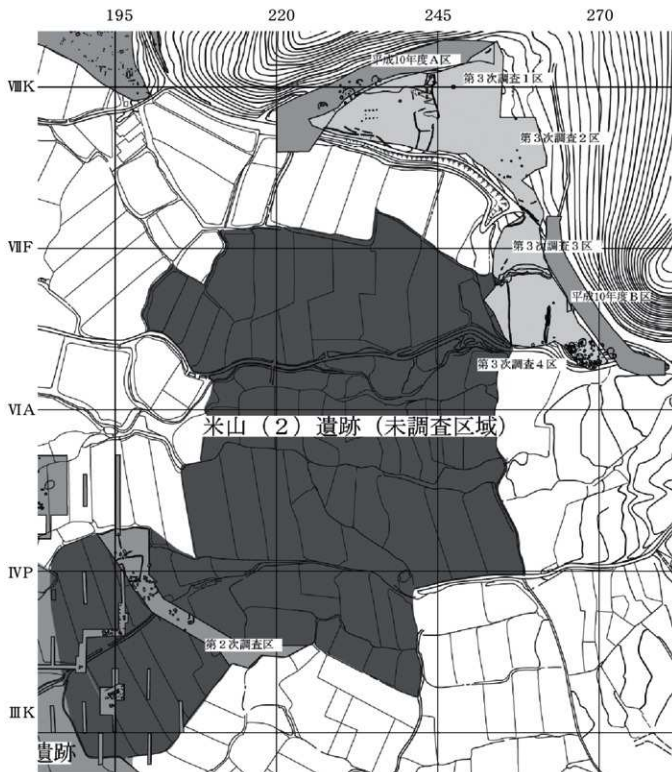 195 220 245 270
平成10年度A区
ⅧK
第3次調査1区
第3次調査2区
ⅦF
第3次調査3区
平成10年度B区
第3次調査4区
ⅥA
米山（2）遺跡（未調査区域）
ⅣP
第2次調査区
ⅢK
遺跡